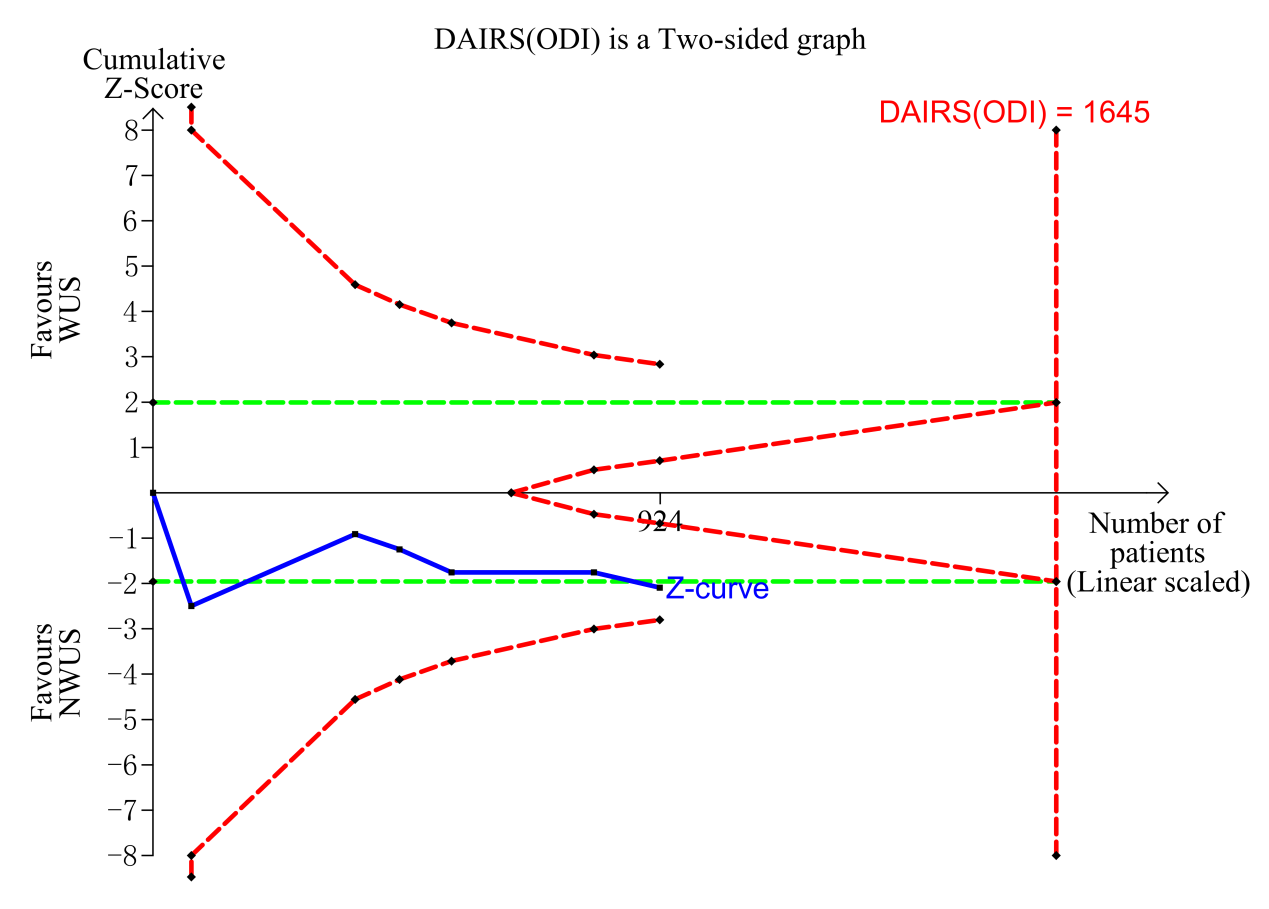 DAIRS(ODI) is a Two-sided graph
Cumulative
Z-Score
DAIRS(ODI) = 1645
8
7
6
5
4
3
2
1
−1
−2
−3
−4
−5
−6
−7
−8
Favours
WUS
Favours
NWUS
924
Z-curve
Number of
patients
(Linear scaled)